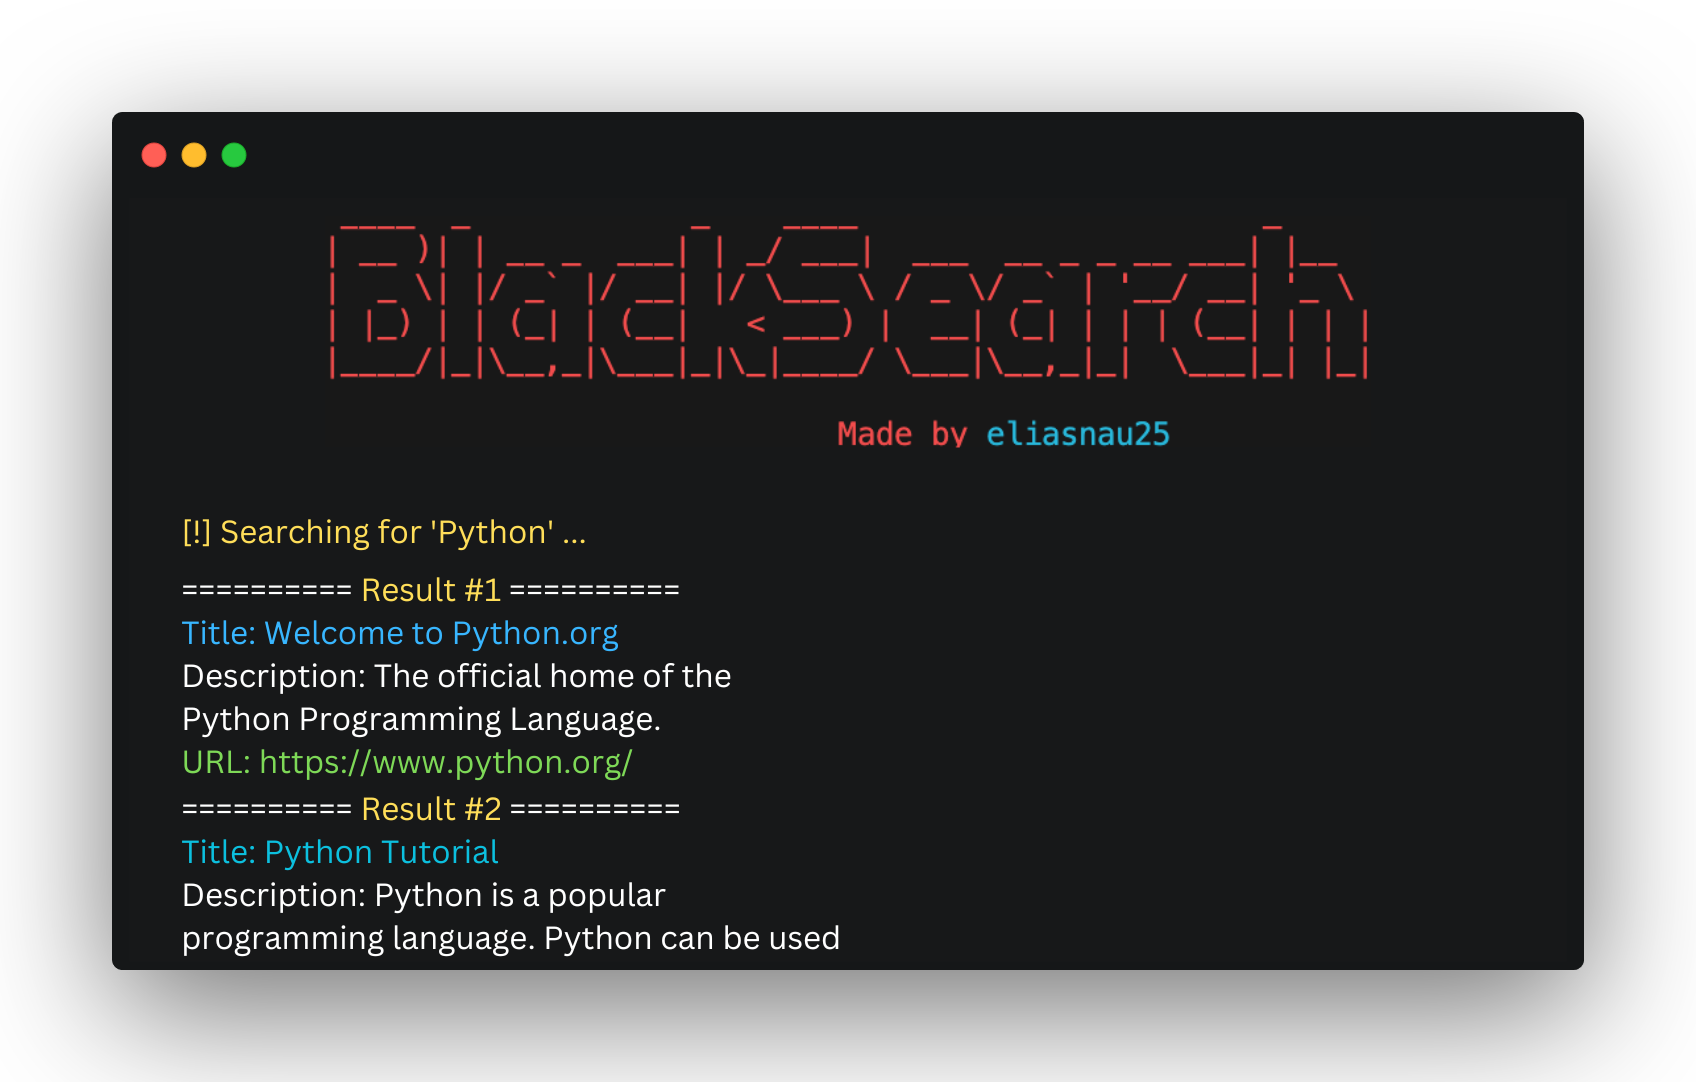 BlackSearch
Made by eliasnau25
[!] Searching for 'Python' ...
========== Result #1 ==========
Title: Welcome to Python.org
Description: The official home of the
Python Programming Language.
URL: https://www.python.org/
========== Result #2 ==========
Title: Python Tutorial
Description: Python is a popular
programming language. Python can be used